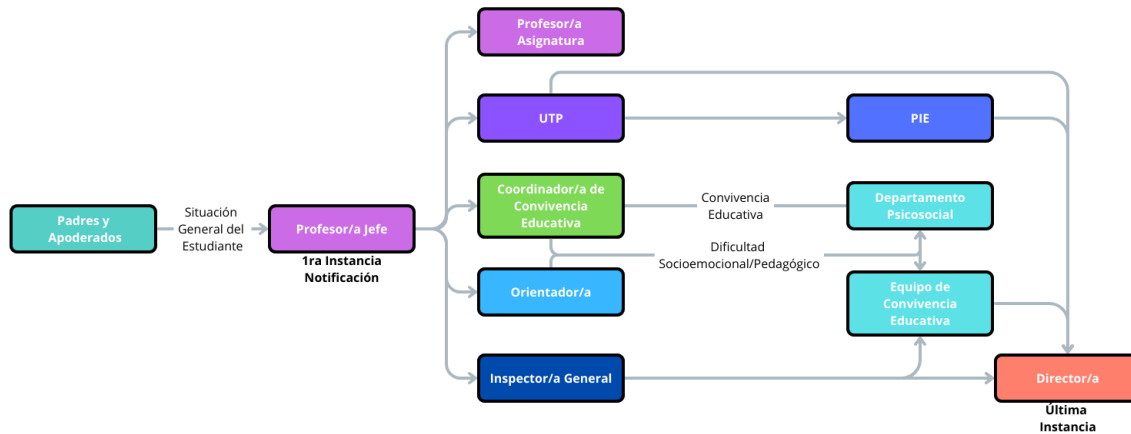 Profesor/a
Asignatura
UTP
PIE
Coordinador/a de
Convivencia
Educativa
Convivencia
Educativa
Departamento
Psicosocial
Padres y
Apoderados
Situación
General del
Estudiante
Profesor/a Jefe
1ra Instancia
Notificación
Dificultad
Socioemocional/Pedagógico
Orientador/a
Equipo de
Convivencia
Educativa
Inspector/a General
Director/a
Última
Instancia